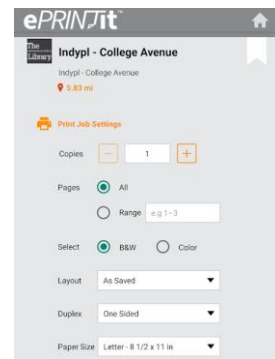 ePRINTit™
The Library
Indypl - College Avenue
Indypl - College Avenue
5.83 mi
Print Job Settings
Copies − 1 +
Pages All
Range e.g 1-3
Select B&W Color
Layout As Saved
Duplex One Sided
Paper Size Letter - 8 1/2 x 11 in